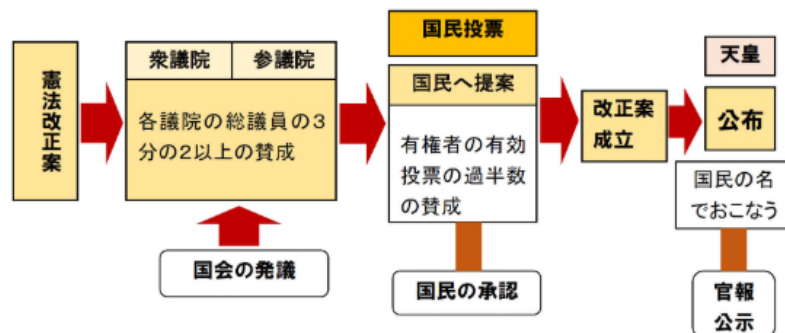 憲法改正案
衆議院
参議院
各議院の総議員の3
分の2以上の賛成
国会の発議
国民投票
国民へ提案
有権者の有効
投票の過半数
の賛成
国民の承認
改正案
成立
天皇
公布
国民の名
でおこなう
官報
公示